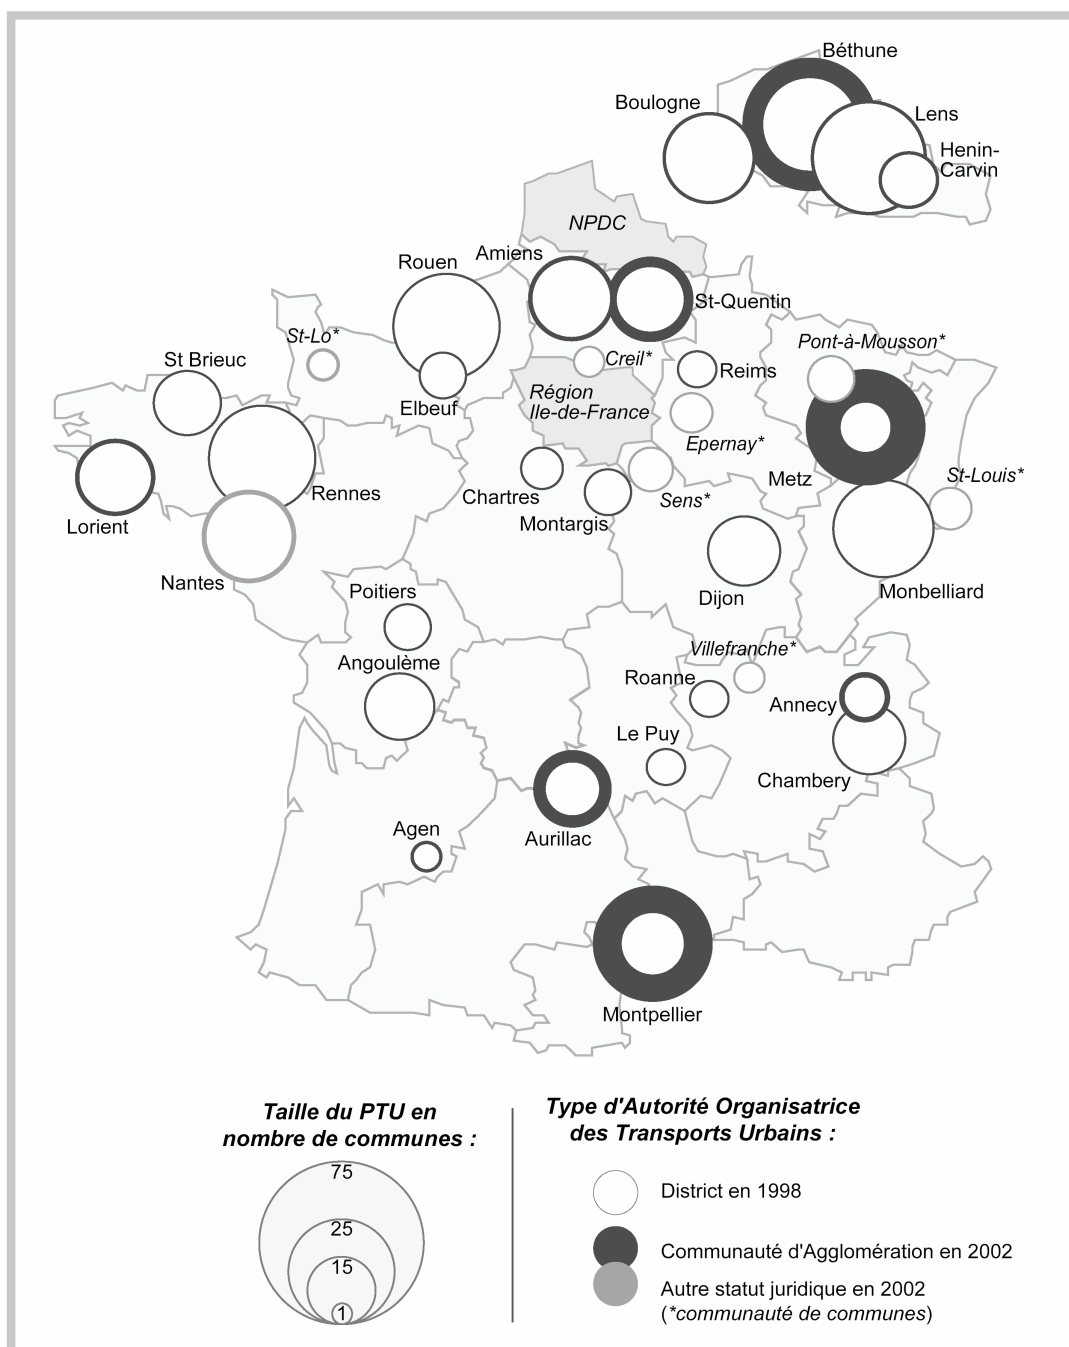 Béthune
Boulogne
Lens
Henin-
Carvin
NPDC
Amiens
Rouen
St-Quentin
St-Lo*
Pont-à-Mousson*
St Brieuc
Creil*
Reims
Région
Ile-de-France
Elbeuf
Epernay*
Metz
St-Louis*
Rennes
Chartres
Sens*
Lorient
Montargis
Nantes
Dijon
Monbelliard
Poitiers
Angoulème
Villefranche*
Roanne
Annecy
Le Puy
Chambery
Agen
Aurillac
Montpellier
Taille du PTU en
nombre de communes :
75
25
15
1
Type d'Autorité Organisatrice
des Transports Urbains :
District en 1998
Communauté d'Agglomération en 2002
Autre statut juridique en 2002
(*communauté de communes)